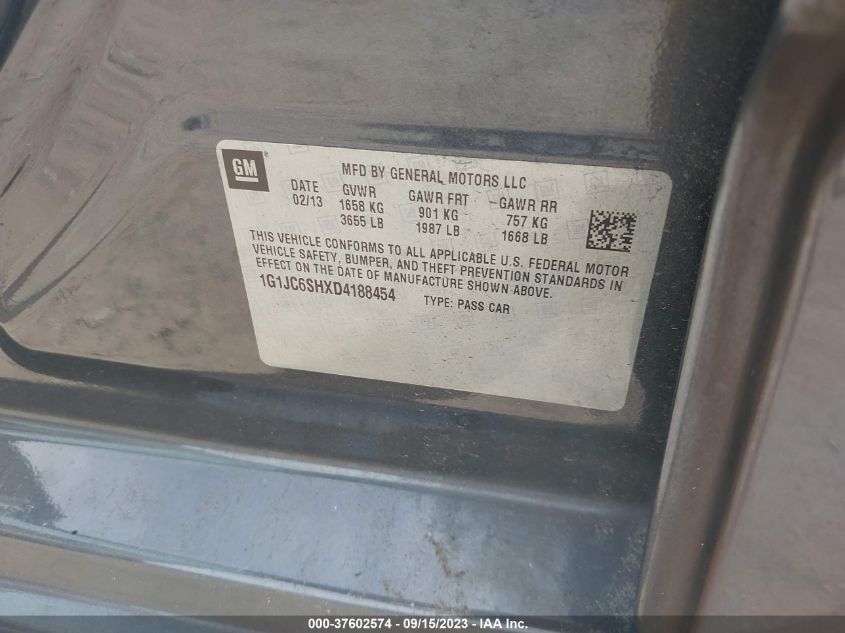 GM
MFD BY GENERAL MOTORS LLC
DATE GVWR GAWR FRT GAWR RR
02/13 1658 KG 901 KG 757 KG
3655 LB 1987 LB 1668 LB
THIS VEHICLE CONFORMS TO ALL APPLICABLE U.S. FEDERAL MOTOR
VEHICLE SAFETY, BUMPER, AND THEFT PREVENTION STANDARDS IN
EFFECT ON THE DATE OF MANUFACTURE SHOWN ABOVE.
1G1JC6SHXD4188454 TYPE: PASS CAR
000-37602574 - 09/15/2023 - IAA Inc.